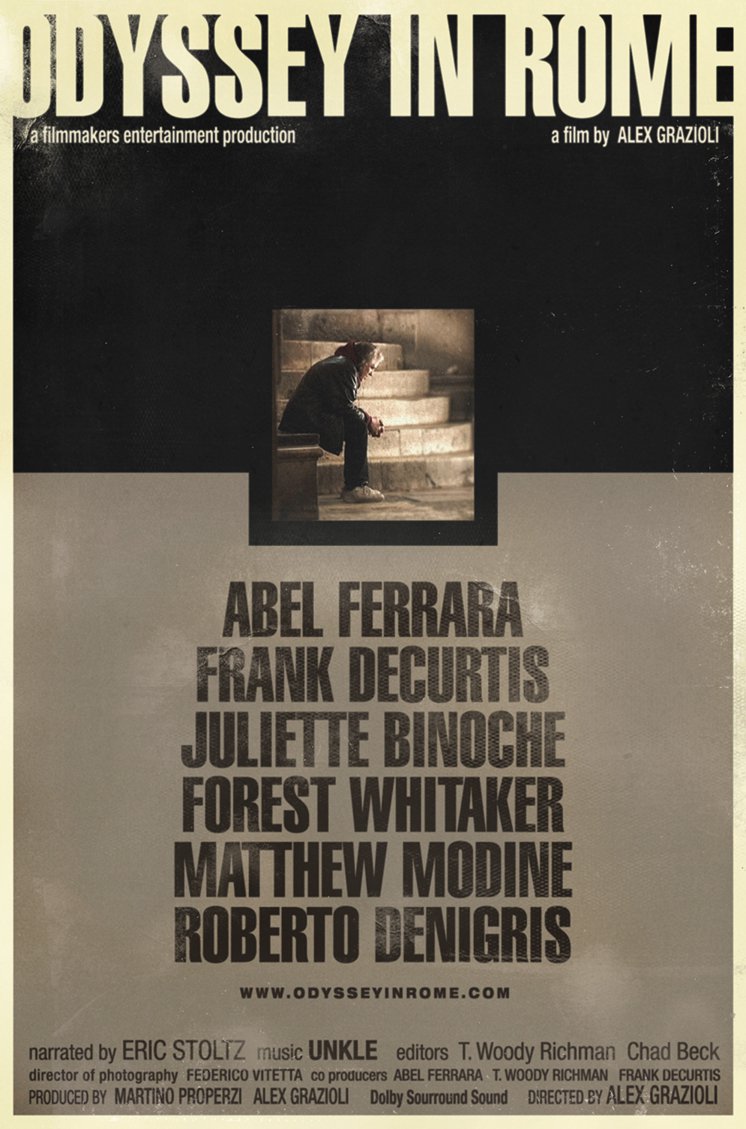 ODYSSEY IN ROME
a filmmakers entertainment production a film by ALEX GRAZIOLI
ABEL FERRARA
FRANK DECURTIS
JULIETTE BINOCHE
FOREST WHITAKER
MATTHEW MODINE
ROBERTO DENIGRIS
WWW.ODYSSEYINROME.COM
narrated by ERIC STOLTZ music UNKLE editors T. Woody Richman Chad Beck
director of photography FEDERICO VITETTA co producers ABEL FERRARA T. WOODY RICHMAN FRANK DECURTIS
PRODUCED BY MARTINO PROPERZI ALEX GRAZIOLI Dolby Sourround Sound DIRECTED BY ALEX GRAZIOLI